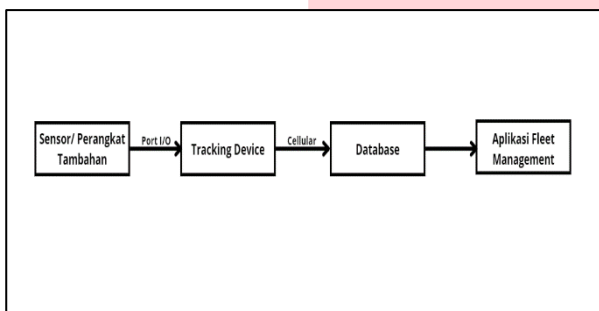 Sensor/ Perangkat
Tambahan
Port I/O
Tracking Device
Cellular
Database
Aplikasi Fleet
Management